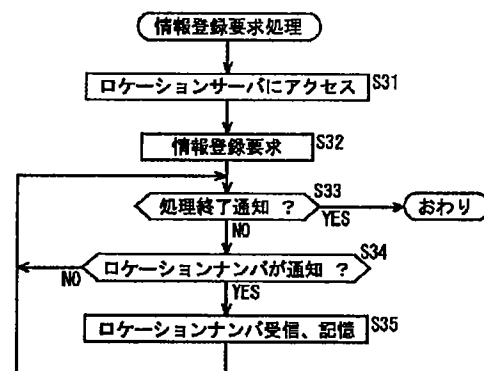 情報登録要求処理
ロケーションサーバにアクセス S31
情報登録要求 S32
処理終了通知 ? S33
YES
おわり
NO
ロケーションナンバが通知 ? S34
NO
YES
ロケーションナンバ受信、記憶 S35